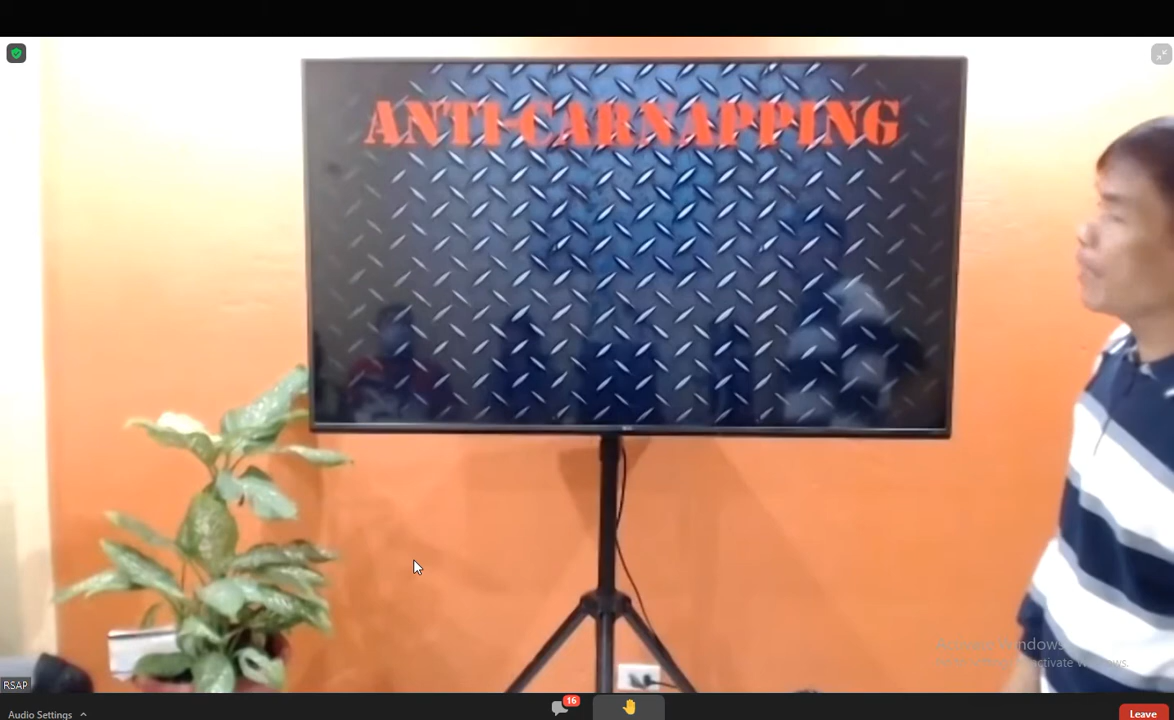 ANTI-CARNAPPING
Activate Windows
RSAP
16
Audio Settings
Leave